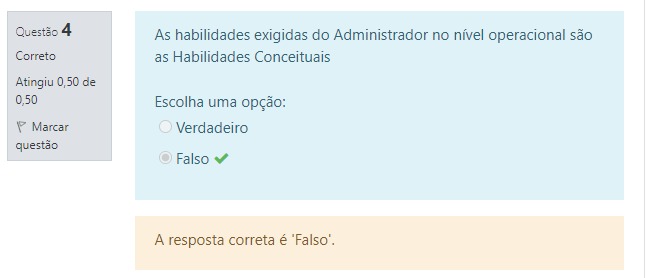 Questão 4
Correto
Atingiu 0,50 de
0,50
Marcar
questão
As habilidades exigidas do Administrador no nível operacional são
as Habilidades Conceituais
Escolha uma opção:
Verdadeiro
Falso
A resposta correta é 'Falso'.